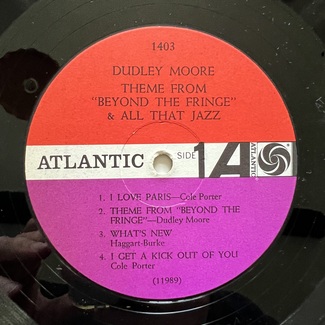 1403
DUDLEY MOORE
THEME FROM
"BEYOND THE FRINGE"
& ALL THAT JAZZ
ATLANTIC
SIDE 1
A
ATLANTIC
1. I LOVE PARIS—Cole Porter
2. THEME FROM "BEYOND THE
FRINGE"—Dudley Moore
3. WHAT'S NEW
Haggart-Burke
4. I GET A KICK OUT OF YOU
Cole Porter
(11989)